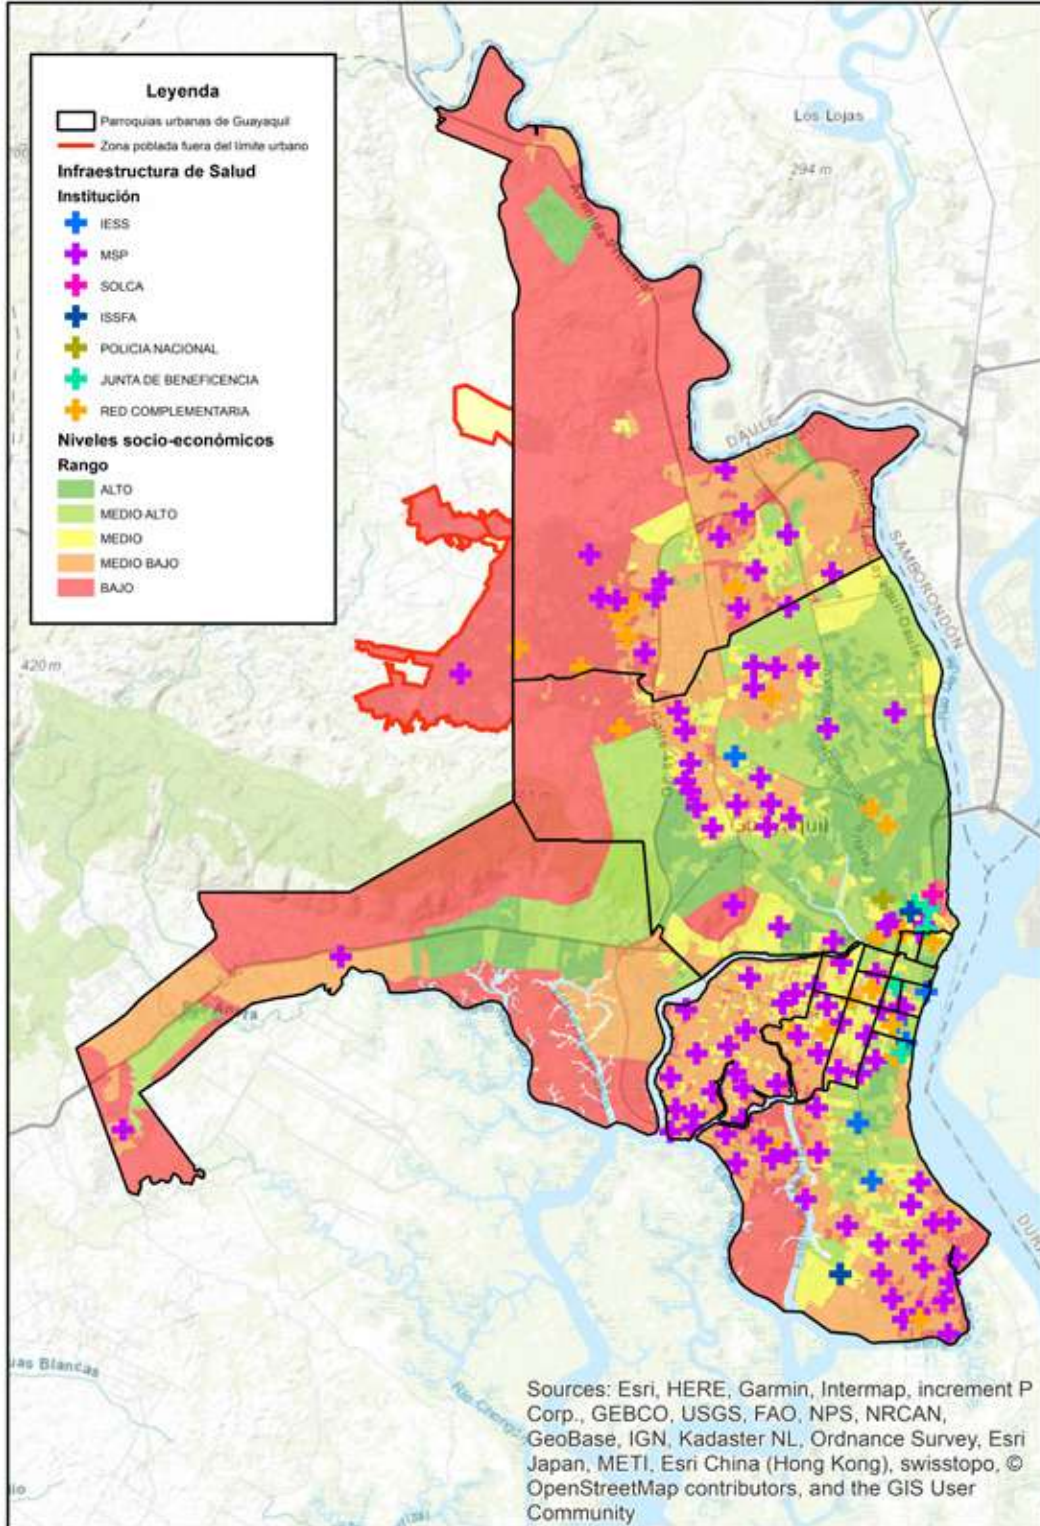 Leyenda
Parroquias urbanas de Guayaquil
Zona poblada fuera del límite urbano
Infraestructura de Salud
Institución
IESS
MSP
SOLCA
ISSFA
POLICIA NACIONAL
JUNTA DE BENEFICENCIA
RED COMPLEMENTARIA
Niveles socio-económicos
Rango
ALTO
MEDIO ALTO
MEDIO
MEDIO BAJO
BAJO
Los Lojas
294 m
Avenida Principal
DAULE
SAMBORONDÓN
420 m
uas Blancas
Sources: Esri, HERE, Garmin, Intermap, increment P
Corp., GEBCO, USGS, FAO, NPS, NRCAN,
GeoBase, IGN, Kadaster NL, Ordnance Survey, Esri
Japan, METI, Esri China (Hong Kong), swisstopo, ©
OpenStreetMap contributors, and the GIS User
Community